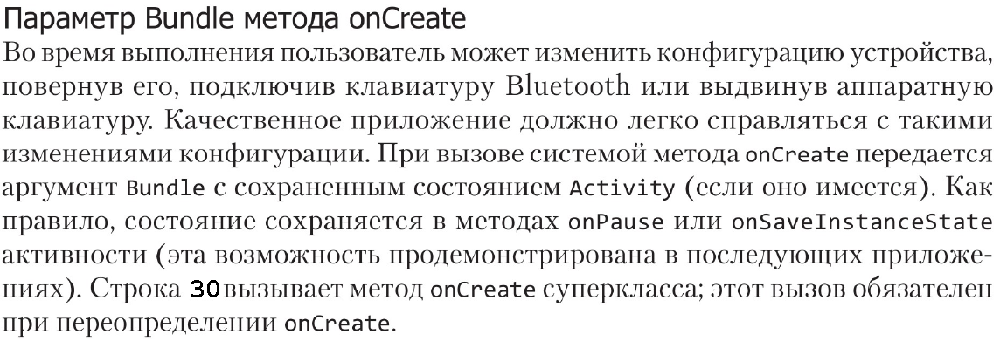 Параметр Bundle метода onCreate
Во время выполнения пользователь может изменить конфигурацию устройства,
повернув его, подключив клавиатуру Bluetooth или выдвинув аппаратную
клавиатуру. Качественное приложение должно легко справляться с такими
изменениями конфигурации. При вызове системой метода onCreate передается
аргумент Bundle с сохраненным состоянием Activity (если оно имеется). Как
правило, состояние сохраняется в методах onPause или onSaveInstanceState
активности (эта возможность продемонстрирована в последующих приложе-
ниях). Строка 30 вызывает метод onCreate суперкласса; этот вызов обязателен
при переопределении onCreate.